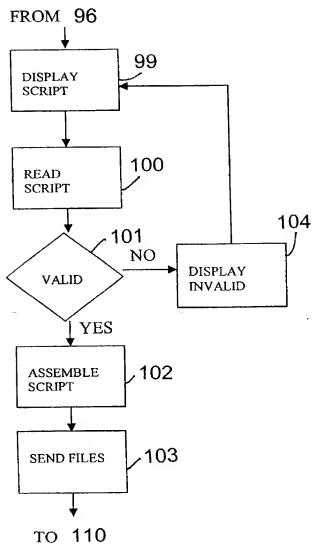 FROM 96
99
DISPLAY
SCRIPT
READ
SCRIPT
100
101
VALID
NO
104
DISPLAY
INVALID
YES
ASSEMBLE
SCRIPT
102
SEND FILES
103
TO 110